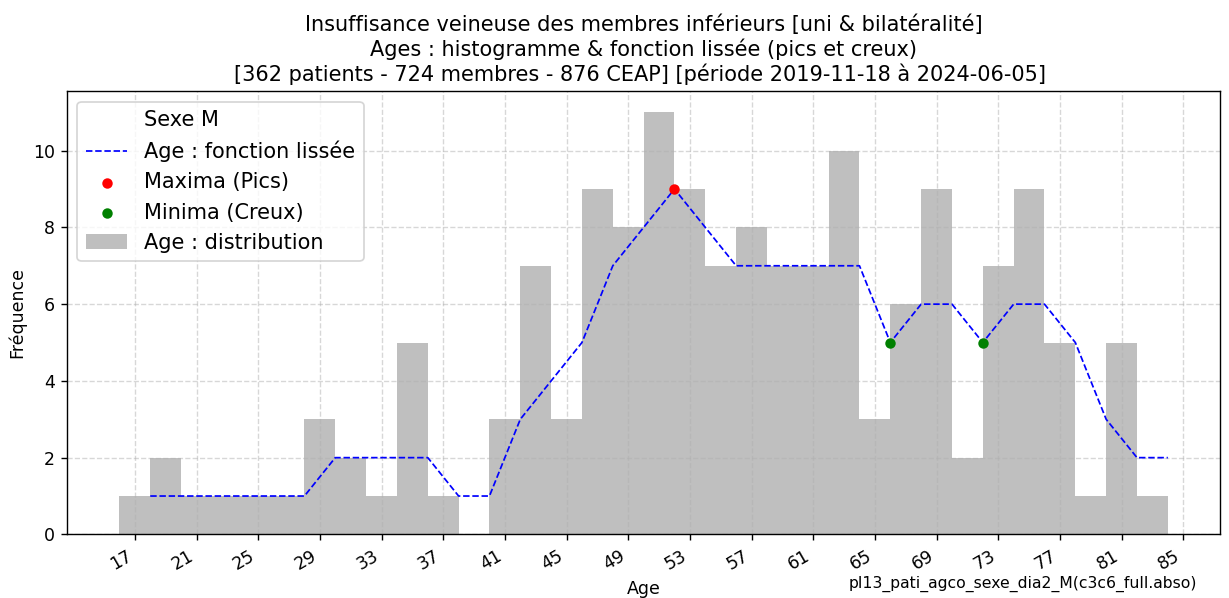 Insuffisance veineuse des membres inférieurs [uni & bilatéralité]
Ages : histogramme & fonction lissée (pics et creux)
[362 patients - 724 membres - 876 CEAP] [période 2019-11-18 à 2024-06-05]
Sexe M
Age : fonction lissée
Maxima (Pics)
Minima (Creux)
Age : distribution
Fréquence
10
8
6
4
2
0
17 21 25 29 33 37 41 45 49 53 57 61 65 69 73 77 81 85
Age
pl13_pati_agco_sexe_dia2_M(c3c6_full.abso)